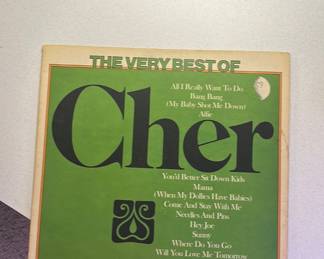 THE VERY BEST OF
Cher
All I Really Want To Do
Bang Bang
(My Baby Shot Me Down)
Alfie
You'd Better Sit Down Kids
Mama
(When My Dollies Have Babies)
Come And Stay With Me
Needles And Pins
Hey Joe
Sunny
Where Do You Go
Will You Love Me Tomorrow